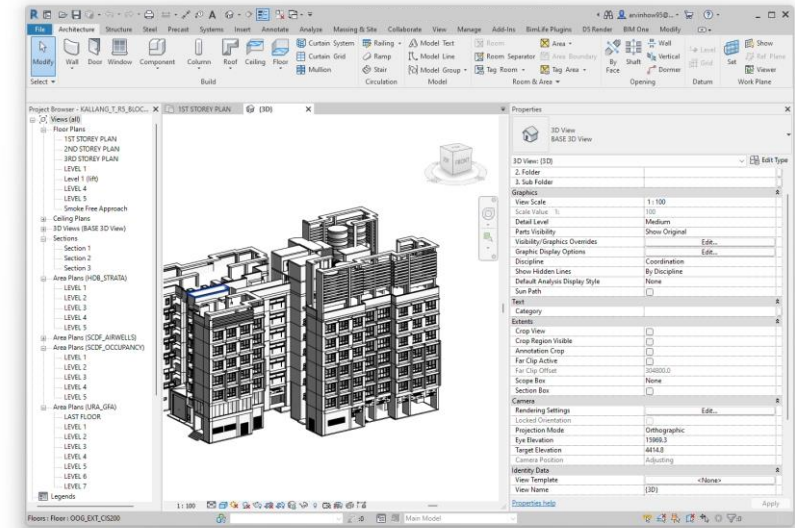 arvinhow95@...
File Architecture Structure Steel Precast Systems Insert Annotate Analyze Massing & Site Collaborate View Manage Add-Ins BimLife Plugins D5 Render BIM One Modify
Modify
Wall Door Window Component Column Roof Ceiling Floor
Curtain System
Curtain Grid
Mullion
Railing
Ramp
Stair
Model Text
Model Line
Model Group
Room
Room Separator
Tag Room
Area
Area Boundary
Tag Area
By Face
Shaft
Wall
Vertical
Dormer
Level
Grid
Set
Show
Ref Plane
Viewer
Select Build Circulation Model Room & Area Opening Datum Work Plane
Project Browser - KALLANG_T_R5_BLOC...
1ST STOREY PLAN
{3D}
Properties
Views (all)
Floor Plans
1ST STOREY PLAN
2ND STOREY PLAN
3RD STOREY PLAN
LEVEL 1
Level 1 (lift)
LEVEL 4
LEVEL 5
Smoke Free Approach
Ceiling Plans
3D Views (BASE 3D View)
Sections
Section 1
Section 2
Section 3
Area Plans (HDB_STRATA)
LEVEL 1
LEVEL 2
LEVEL 3
LEVEL 4
LEVEL 5
Area Plans (SCDF_AIRWELLS)
Area Plans (SCDF_OCCUPANCY)
LEVEL 1
LEVEL 2
LEVEL 3
LEVEL 4
LEVEL 5
Area Plans (URA_GFA)
LAST FLOOR
LEVEL 1
LEVEL 2
LEVEL 3
LEVEL 4
LEVEL 5
LEVEL 6
LEVEL 7
Legends
FRONT
3D View
BASE 3D View
3D View: {3D}
Edit Type
2. Folder
3. Sub Folder
Graphics
View Scale 1 : 100
Scale Value 1: 100
Detail Level Medium
Parts Visibility Show Original
Visibility/Graphics Overrides Edit...
Graphic Display Options Edit...
Discipline Coordination
Show Hidden Lines By Discipline
Default Analysis Display Style None
Sun Path
Text
Category
Extents
Crop View
Crop Region Visible
Annotation Crop
Far Clip Active
Far Clip Offset 304800.0
Scope Box None
Section Box
Camera
Rendering Settings Edit...
Locked Orientation
Projection Mode Orthographic
Eye Elevation 15969.3
Target Elevation 4414.0
Camera Position Adjusting
Identity Data
View Template <None>
View Name {3D}
Properties help
Apply
1 : 100
Floors : Floor : OOG_EXT_CIS200
:0
Main Model